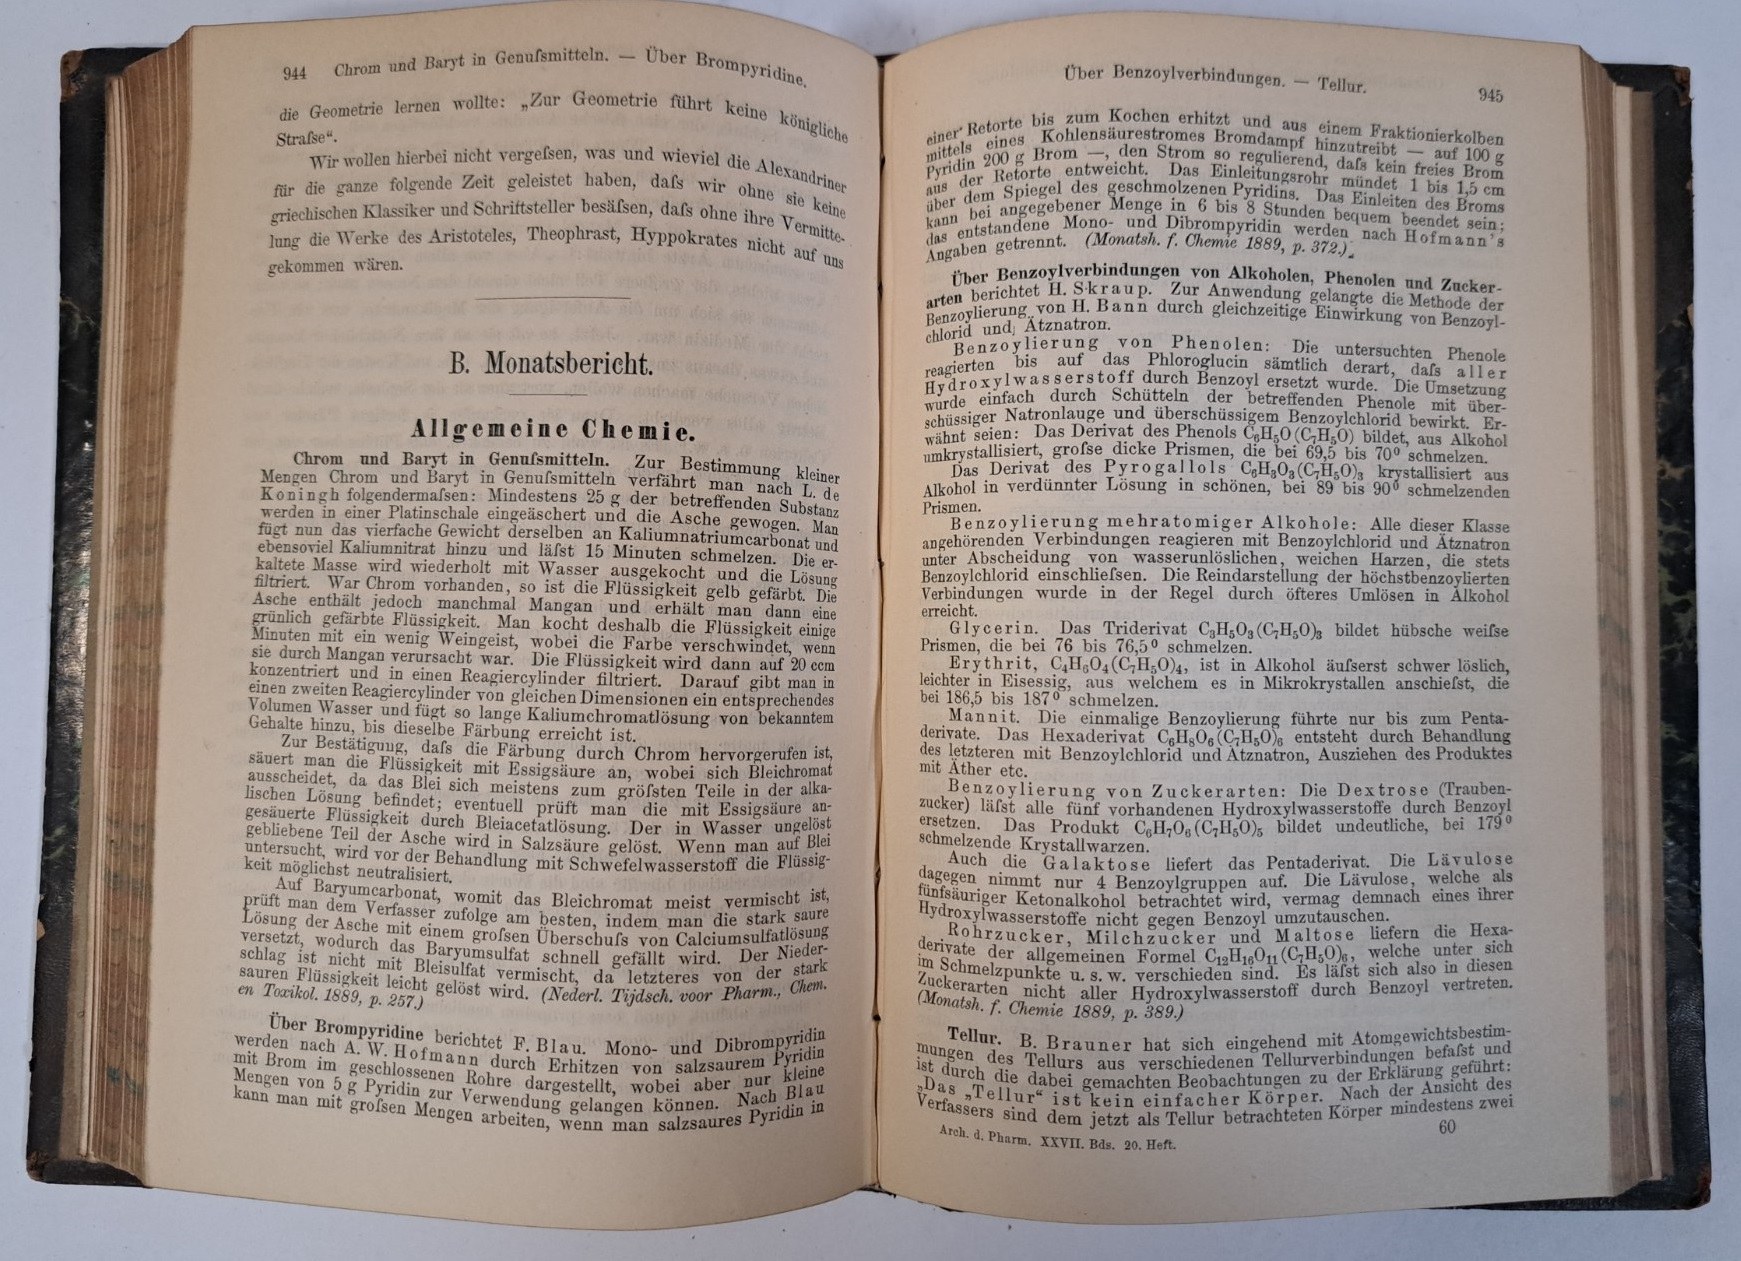 944 Chrom und Baryt in Genuſsmitteln. — Über Brompyridine.
die Geometrie lernen wollte: „Zur Geometrie führt keine königliche
Straſse“.
Wir wollen hierbei nicht vergeſsen, was und wieviel die Alexandriner
für die ganze folgende Zeit geleistet haben, daſs wir ohne sie keine
griechischen Klassiker und Schriftsteller besäſsen, daſs ohne ihre Vermitte-
lung die Werke des Aristoteles, Theophrast, Hyppokrates nicht auf uns
gekommen wären.
B. Monatsbericht.
Allgemeine Chemie.
Chrom und Baryt in Genuſsmitteln. Zur Bestimmung kleiner
Mengen Chrom und Baryt in Genuſsmitteln verfährt man nach L. de
Koningh folgendermaſsen: Mindestens 25 g der betreffenden Substanz
werden in einer Platinschale eingeäschert und die Asche gewogen. Man
fügt nun das vierfache Gewicht derselben an Kaliumnatriumcarbonat und
ebensoviel Kaliumnitrat hinzu und läſst 15 Minuten schmelzen. Die er-
kaltete Masse wird wiederholt mit Wasser ausgekocht und die Lösung
filtriert. War Chrom vorhanden, so ist die Flüssigkeit gelb gefärbt. Die
Asche enthält jedoch manchmal Mangan und erhält man dann eine
grünlich gefärbte Flüssigkeit. Man kocht deshalb die Flüssigkeit einige
Minuten mit ein wenig Weingeist, wobei die Farbe verschwindet, wenn
sie durch Mangan verursacht war. Die Flüssigkeit wird dann auf 20 ccm
konzentriert und in einen Reagiercylinder filtriert. Darauf gibt man in
einen zweiten Reagiercylinder von gleichen Dimensionen ein entsprechendes
Volumen Wasser und fügt so lange Kaliumchromatlösung von bekanntem
Gehalte hinzu, bis dieselbe Färbung erreicht ist.
Zur Bestätigung, daſs die Färbung durch Chrom hervorgerufen ist,
säuert man die Flüssigkeit mit Essigsäure an, wobei sich Bleichromat
ausscheidet, da das Blei sich meistens zum gröſsten Teile in der alka-
lischen Lösung befindet; eventuell prüft man die mit Essigsäure an-
gesäuerte Flüssigkeit durch Bleiacetatlösung. Der in Wasser ungelöst
gebliebene Teil der Asche wird in Salzsäure gelöst. Wenn man auf Blei
untersucht, wird vor der Behandlung mit Schwefelwasserstoff die Flüssig-
keit möglichst neutralisiert.
Auf Baryumcarbonat, womit das Bleichromat meist vermischt ist,
prüft man dem Verfasser zufolge am besten, indem man die stark saure
Lösung der Asche mit einem groſsen Überschuſs von Calciumsulfatlösung
versetzt, wodurch das Baryumsulfat schnell gefällt wird. Der Nieder-
schlag ist nicht mit Bleisulfat vermischt, da letzteres von der stark
sauren Flüssigkeit leicht gelöst wird. (Nederl. Tijdsch. voor Pharm., Chem.
en Toxikol. 1889, p. 257.)
Über Brompyridine berichtet F. Blau. Mono- und Dibrompyridin
werden nach A. W. Hofmann durch Erhitzen von salzsaurem Pyridin
mit Brom im geschlossenen Rohre dargestellt, wobei aber nur kleine
Mengen von 5 g Pyridin zur Verwendung gelangen können. Nach Blau
kann man mit groſsen Mengen arbeiten, wenn man salzsaures Pyridin in
Über Benzoylverbindungen. — Tellur. 945
einer Retorte bis zum Kochen erhitzt und aus einem Fraktionierkolben
mittels eines Kohlensäurestromes Bromdampf hinzutreibt — auf 100 g
Pyridin 200 g Brom —, den Strom so regulierend, daſs kein freies Brom
aus der Retorte entweicht. Das Einleitungsrohr mündet 1 bis 1,5 cm
über dem Spiegel des geschmolzenen Pyridins. Das Einleiten des Broms
kann bei angegebener Menge in 6 bis 8 Stunden bequem beendet sein;
das entstandene Mono- und Dibrompyridin werden nach Hofmann's
Angaben getrennt. (Monatsh. f. Chemie 1889, p. 372.)
Über Benzoylverbindungen von Alkoholen, Phenolen und Zucker-
arten berichtet H. Skraup. Zur Anwendung gelangte die Methode der
Benzoylierung von H. Bann durch gleichzeitige Einwirkung von Benzoyl-
chlorid und Ätznatron.
Benzoylierung von Phenolen: Die untersuchten Phenole
reagierten bis auf das Phloroglucin sämtlich derart, daſs aller
Hydroxylwasserstoff durch Benzoyl ersetzt wurde. Die Umsetzung
wurde einfach durch Schütteln der betreffenden Phenole mit über-
schüssiger Natronlauge und überschüssigem Benzoylchlorid bewirkt. Er-
wähnt seien: Das Derivat des Phenols C₆H₅O(C₇H₅O) bildet, aus Alkohol
umkrystallisiert, groſse dicke Prismen, die bei 69,5 bis 70⁰ schmelzen.
Das Derivat des Pyrogallols C₆H₃O₃(C₇H₅O)₃ krystallisiert aus
Alkohol in verdünnter Lösung in schönen, bei 89 bis 90⁰ schmelzenden
Prismen.
Benzoylierung mehratomiger Alkohole: Alle dieser Klasse
angehörenden Verbindungen reagieren mit Benzoylchlorid und Ätznatron
unter Abscheidung von wasserunlöslichen, weichen Harzen, die stets
Benzoylchlorid einschlieſsen. Die Reindarstellung der höchstbenzoylierten
Verbindungen wurde in der Regel durch öfteres Umlösen in Alkohol
erreicht.
Glycerin. Das Triderivat C₃H₅O₃(C₇H₅O)₃ bildet hübsche weiſse
Prismen, die bei 76 bis 76,5⁰ schmelzen.
Erythrit, C₄H₆O₄(C₇H₅O)₄, ist in Alkohol äuſserst schwer löslich,
leichter in Eisessig, aus welchem es in Mikrokrystallen anschieſst, die
bei 186,5 bis 187⁰ schmelzen.
Mannit. Die einmalige Benzoylierung führte nur bis zum Penta-
derivate. Das Hexaderivat C₆H₈O₆(C₇H₅O)₆ entsteht durch Behandlung
des letzteren mit Benzoylchlorid und Ätznatron, Ausziehen des Produktes
mit Äther etc.
Benzoylierung von Zuckerarten: Die Dextrose (Trauben-
zucker) läſst alle fünf vorhandenen Hydroxylwasserstoffe durch Benzoyl
ersetzen. Das Produkt C₆H₇O₆(C₇H₅O)₅ bildet undeutliche, bei 179⁰
schmelzende Krystallwarzen.
Auch die Galaktose liefert das Pentaderivat. Die Lävulose
dagegen nimmt nur 4 Benzoylgruppen auf. Die Lävulose, welche als
fünfsäuriger Ketonalkohol betrachtet wird, vermag demnach eines ihrer
Hydroxylwasserstoffe nicht gegen Benzoyl umzutauschen.
Rohrzucker, Milchzucker und Maltose liefern die Hexa-
derivate der allgemeinen Formel C₁₂H₁₆O₁₁(C₇H₅O)₆, welche unter sich
im Schmelzpunkte u. s. w. verschieden sind. Es läſst sich also in diesen
Zuckerarten nicht aller Hydroxylwasserstoff durch Benzoyl vertreten.
(Monatsh. f. Chemie 1889, p. 389.)
Tellur. B. Brauner hat sich eingehend mit Atomgewichtsbestim-
mungen des Tellurs aus verschiedenen Tellurverbindungen befaſst und
ist durch die dabei gemachten Beobachtungen zu der Erklärung geführt:
„Das „Tellur“ ist kein einfacher Körper. Nach der Ansicht des
Verfassers sind dem jetzt als Tellur betrachteten Körper mindestens zwei
Arch. d. Pharm. XXVII. Bds. 20. Heft. 60